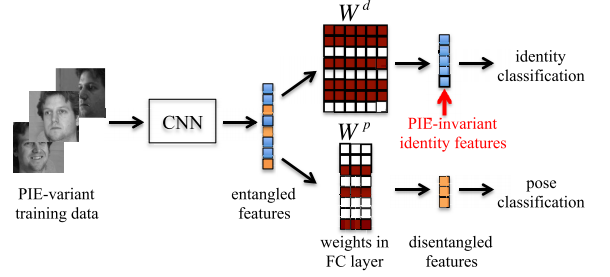 W^d
identity
classification
CNN
PIE-invariant
identity features
W^p
PIE-variant
training data
entangled
features
pose
classification
weights in
FC layer
disentangled
features